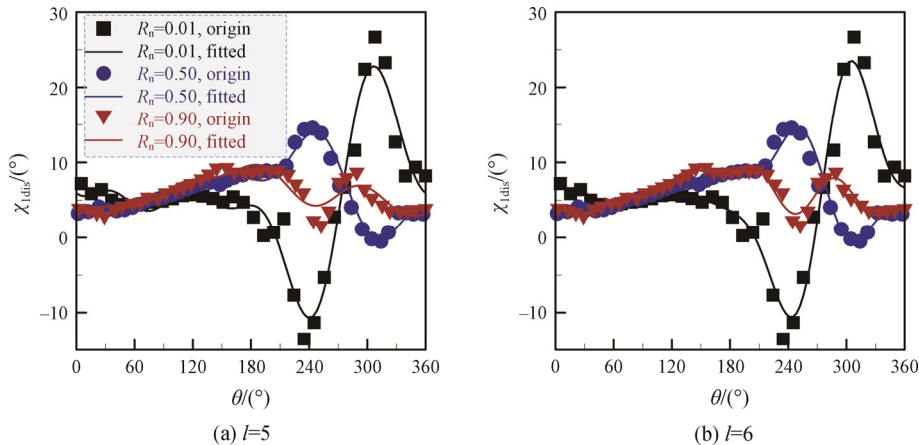 30
20
10
0
−10
χ1dis/(°)
Rn=0.01, origin
Rn=0.01, fitted
Rn=0.50, origin
Rn=0.50, fitted
Rn=0.90, origin
Rn=0.90, fitted
0 60 120 180 240 300 360
θ/(°)
(a) l=5
30
20
10
0
−10
χ1dis/(°)
0 60 120 180 240 300 360
θ/(°)
(b) l=6